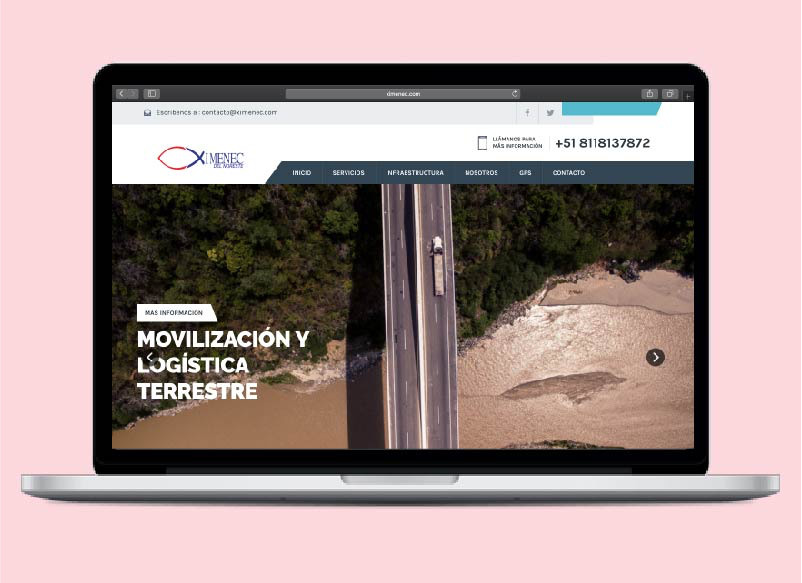 ximenec.com
Escríbenos a: contacto@ximenec.com
LLÁMANOS PARA
MÁS INFORMACIÓN
+51 8118137872
XIMENEC
DEL NORESTE
INICIO SERVICIOS INFRAESTRUCTURA NOSOTROS GPS CONTACTO
MAS INFORMACION
MOVILIZACIÓN Y
LOGÍSTICA
TERRESTRE